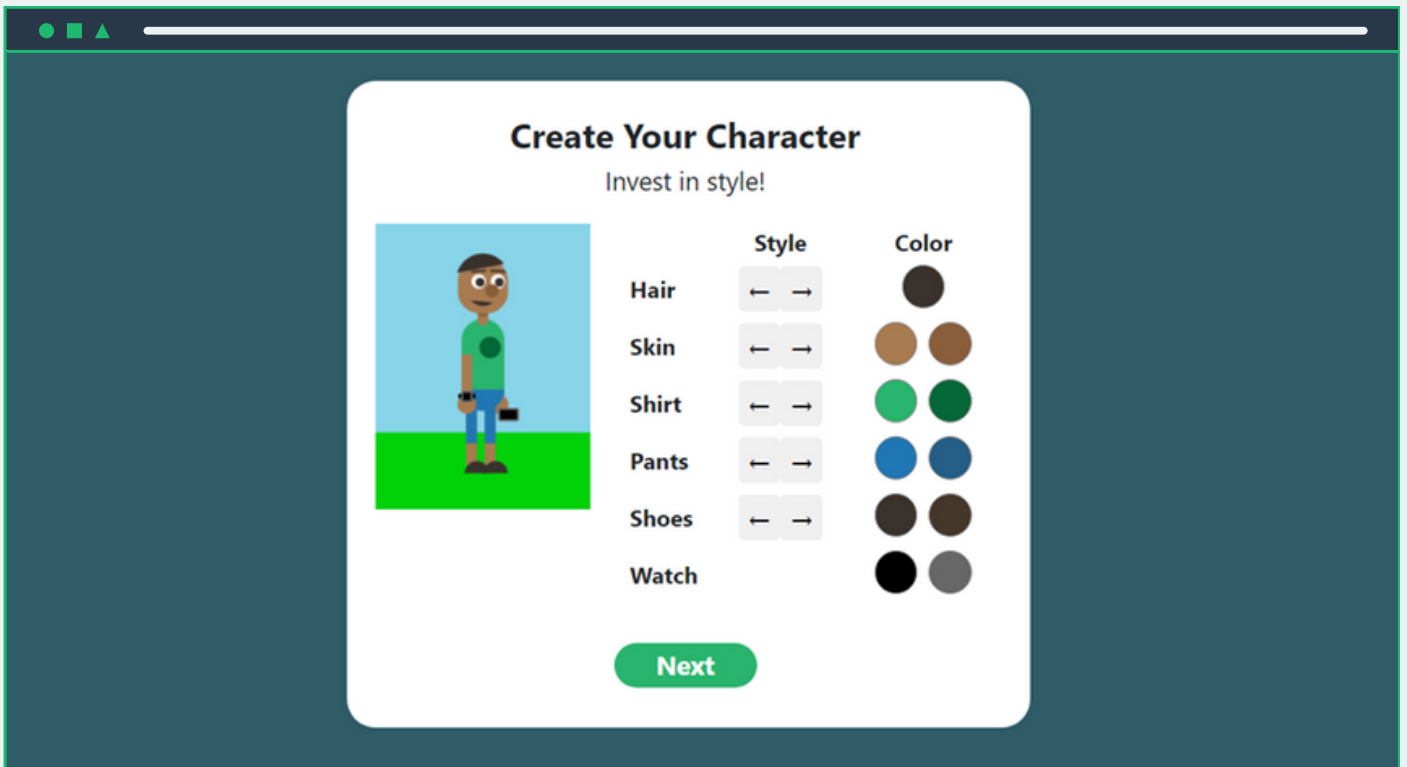 Create Your Character
Invest in style!
Style Color
Hair ← →
Skin ← →
Shirt ← →
Pants ← →
Shoes ← →
Watch
Next